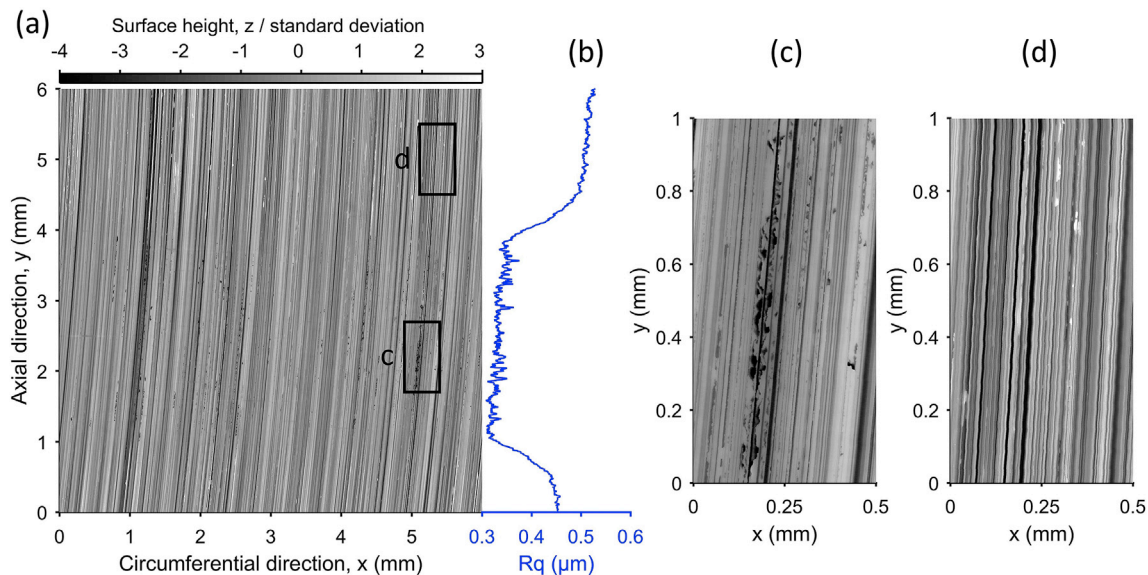 (a)
Surface height, z / standard deviation
-4 -3 -2 -1 0 1 2 3
(b)
(c)
(d)
Axial direction, y (mm)
6
5
4
3
2
1
0
d
c
0 1 2 3 4 5
Circumferential direction, x (mm)
0.3 0.4 0.5 0.6
Rq (μm)
y (mm)
1
0.8
0.6
0.4
0.2
0
0 0.25 0.5
x (mm)
y (mm)
1
0.8
0.6
0.4
0.2
0
0 0.25 0.5
x (mm)